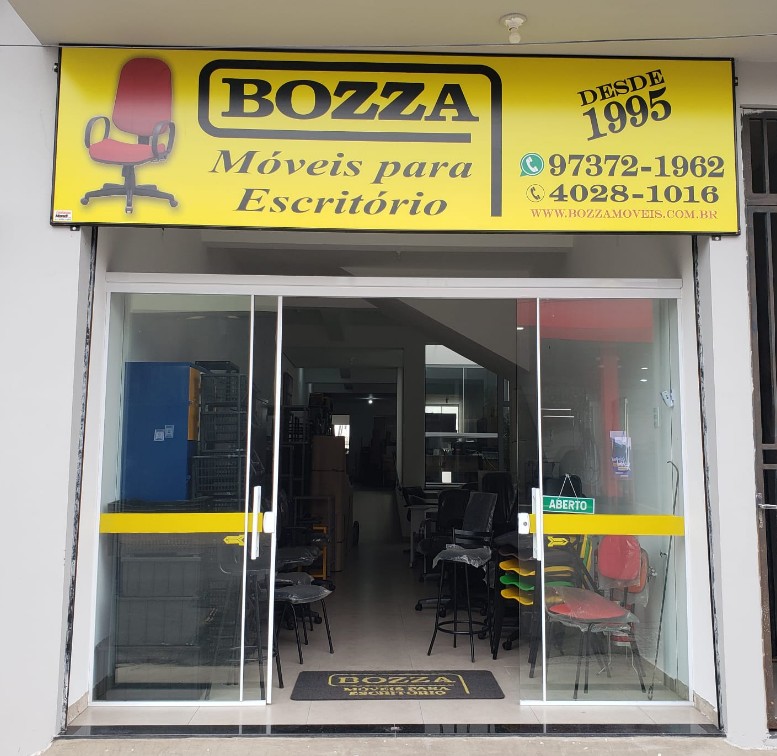 BOZZA
Móveis para
Escritório
DESDE
1995
97372-1962
4028-1016
WWW.BOZZAMOVEIS.COM.BR
ABERTO
BOZZA
MÓVEIS PARA
ESCRITÓRIO